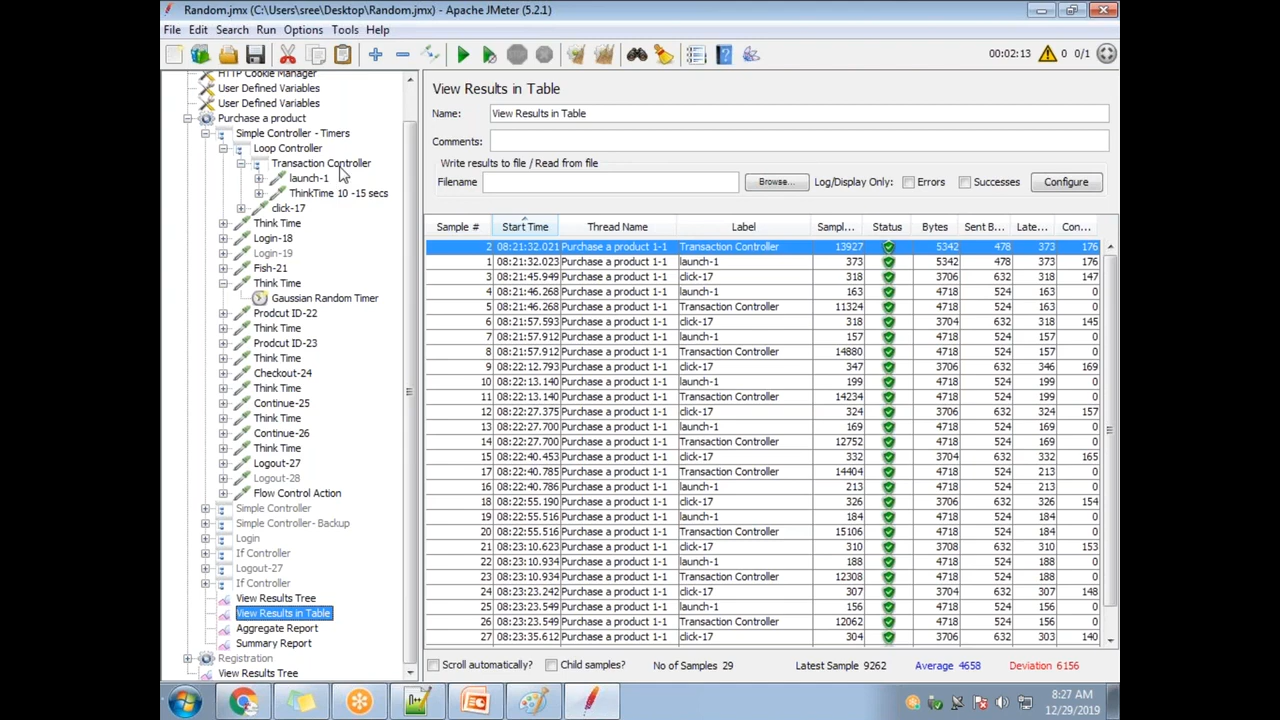 Random.jmx (C:\Users\sree\Desktop\Random.jmx) - Apache JMeter (5.2.1)
File Edit Search Run Options Tools Help
00:02:13 0 0/1
HTTP Cookie Manager
User Defined Variables
User Defined Variables
Purchase a product
Simple Controller - Timers
Loop Controller
Transaction Controller
launch-1
ThinkTime 10 -15 secs
click-17
Think Time
Login-18
Login-19
Fish-21
Think Time
Gaussian Random Timer
Prodcut ID-22
Think Time
Prodcut ID-23
Think Time
Checkout-24
Think Time
Continue-25
Think Time
Continue-26
Think Time
Logout-27
Logout-28
Flow Control Action
Simple Controller
Simple Controller-Backup
Login
If Controller
Logout-27
If Controller
View Results Tree
View Results in Table
Aggregate Report
Summary Report
Registration
View Results Tree
View Results in Table
Name: View Results in Table
Comments:
Write results to file / Read from file
Filename Browse... Log/Display Only: Errors Successes Configure
Sample # Start Time Thread Name Label Sampl... Status Bytes Sent B... Late... Con...
2 08:21:32.021 Purchase a product 1-1 Transaction Controller 13927 5342 478 373 176
1 08:21:32.023 Purchase a product 1-1 launch-1 373 5342 478 373 176
3 08:21:45.949 Purchase a product 1-1 click-17 318 3706 632 318 147
4 08:21:46.268 Purchase a product 1-1 launch-1 163 4718 524 163 0
5 08:21:46.268 Purchase a product 1-1 Transaction Controller 11324 4718 524 163 0
6 08:21:57.593 Purchase a product 1-1 click-17 318 3704 632 318 145
7 08:21:57.912 Purchase a product 1-1 launch-1 157 4718 524 157 0
8 08:21:57.912 Purchase a product 1-1 Transaction Controller 14880 4718 524 157 0
9 08:22:12.793 Purchase a product 1-1 click-17 347 3706 632 346 169
10 08:22:13.140 Purchase a product 1-1 launch-1 199 4718 524 199 0
11 08:22:13.140 Purchase a product 1-1 Transaction Controller 14234 4718 524 199 0
12 08:22:27.375 Purchase a product 1-1 click-17 324 3706 632 324 157
13 08:22:27.700 Purchase a product 1-1 launch-1 169 4718 524 169 0
14 08:22:27.700 Purchase a product 1-1 Transaction Controller 12752 4718 524 169 0
15 08:22:40.453 Purchase a product 1-1 click-17 332 3706 632 332 165
17 08:22:40.785 Purchase a product 1-1 Transaction Controller 14404 4718 524 213 0
16 08:22:40.786 Purchase a product 1-1 launch-1 213 4718 524 213 0
18 08:22:55.190 Purchase a product 1-1 click-17 326 3706 632 326 154
19 08:22:55.516 Purchase a product 1-1 launch-1 184 4718 524 184 0
20 08:22:55.516 Purchase a product 1-1 Transaction Controller 15106 4718 524 184 0
21 08:23:10.623 Purchase a product 1-1 click-17 310 3708 632 310 153
22 08:23:10.934 Purchase a product 1-1 launch-1 188 4718 524 188 0
23 08:23:10.934 Purchase a product 1-1 Transaction Controller 12308 4718 524 188 0
24 08:23:23.242 Purchase a product 1-1 click-17 307 3704 632 307 148
25 08:23:23.549 Purchase a product 1-1 launch-1 156 4718 524 156 0
26 08:23:23.549 Purchase a product 1-1 Transaction Controller 12062 4718 524 156 0
27 08:23:35.612 Purchase a product 1-1 click-17 304 3704 632 303 140
Scroll automatically? Child samples? No of Samples 29 Latest Sample 9262 Average 4658 Deviation 6156
8:27 AM
12/29/2019